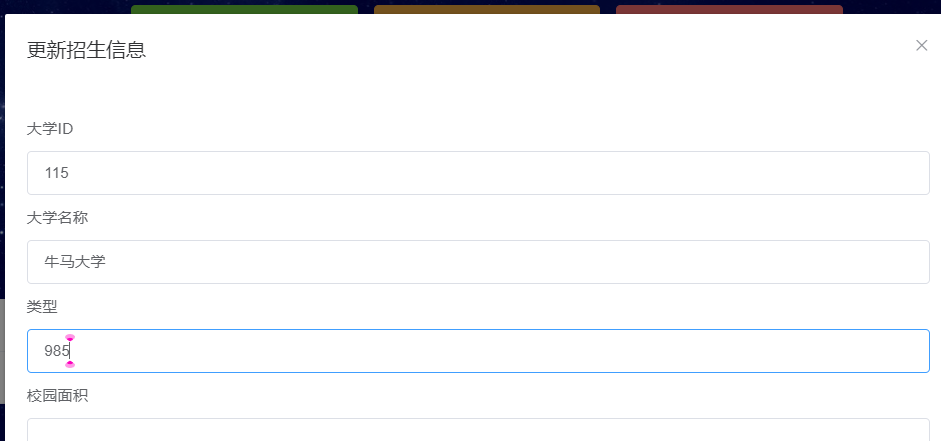 更新招生信息
大学ID
115
大学名称
牛马大学
类型
985
校园面积